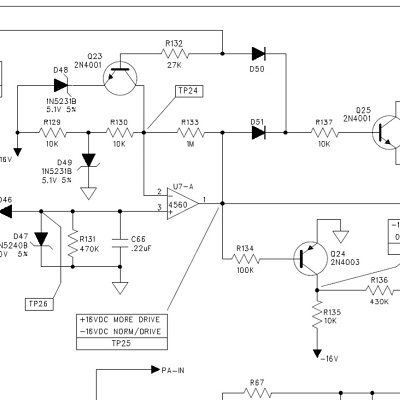 R132
27K
Q23
2N4001
D50
D48
1N5231B
5.1V 5%
TP24
R129
10K
R130
10K
R133
1M
D51
R137
10K
Q25
2N4001
-16V
D49
1N5231B
5.1V 5%
U7-A
4560
2
3
1
D46
D47
N5240B
0V 5%
R131
470K
C66
.22uF
R134
100K
Q24
2N4003
-1
0
TP26
R136
430K
R135
10K
-16V
+16VDC MORE DRIVE
-16VDC NORM/DRIVE
TP25
PA-IN
R67